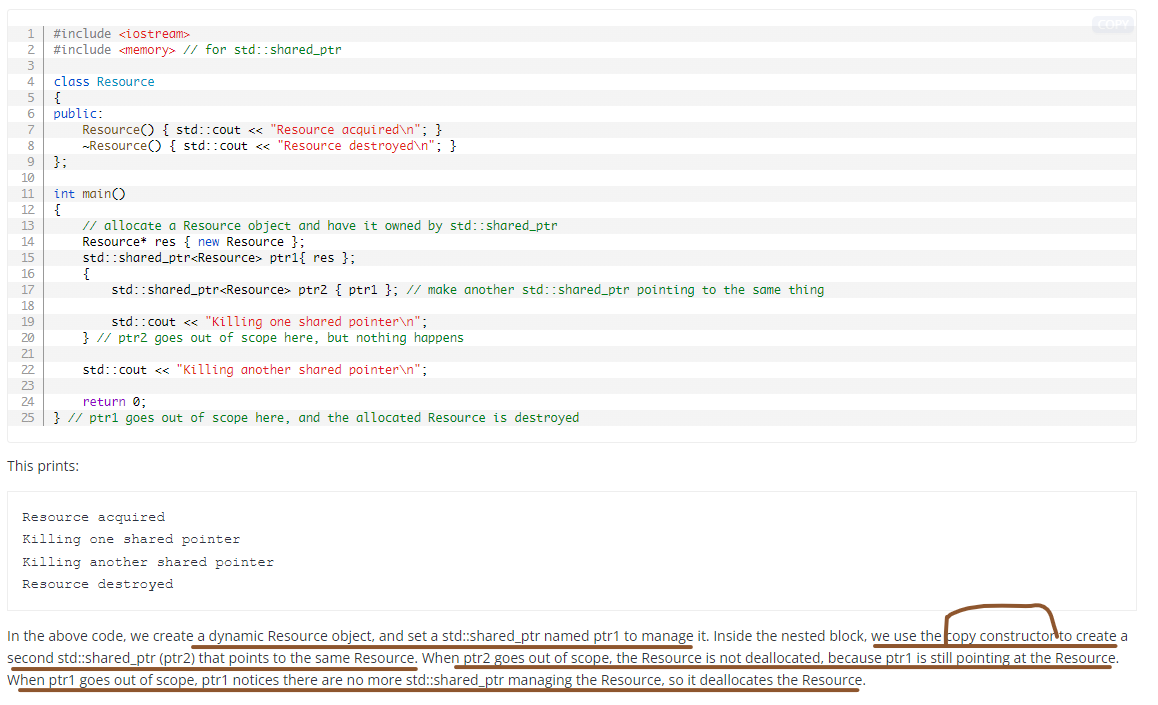 COPY
1 #include <iostream>
2 #include <memory> // for std::shared_ptr
3
4 class Resource
5 {
6 public:
7     Resource() { std::cout << "Resource acquired\n"; }
8     ~Resource() { std::cout << "Resource destroyed\n"; }
9 };
10
11 int main()
12 {
13     // allocate a Resource object and have it owned by std::shared_ptr
14     Resource* res { new Resource };
15     std::shared_ptr<Resource> ptr1{ res };
16     {
17         std::shared_ptr<Resource> ptr2 { ptr1 }; // make another std::shared_ptr pointing to the same thing
18
19         std::cout << "Killing one shared pointer\n";
20     } // ptr2 goes out of scope here, but nothing happens
21
22     std::cout << "Killing another shared pointer\n";
23
24     return 0;
25 } // ptr1 goes out of scope here, and the allocated Resource is destroyed
This prints:
Resource acquired
Killing one shared pointer
Killing another shared pointer
Resource destroyed
In the above code, we create a dynamic Resource object, and set a std::shared_ptr named ptr1 to manage it. Inside the nested block, we use the copy constructor to create a
second std::shared_ptr (ptr2) that points to the same Resource. When ptr2 goes out of scope, the Resource is not deallocated, because ptr1 is still pointing at the Resource.
When ptr1 goes out of scope, ptr1 notices there are no more std::shared_ptr managing the Resource, so it deallocates the Resource.